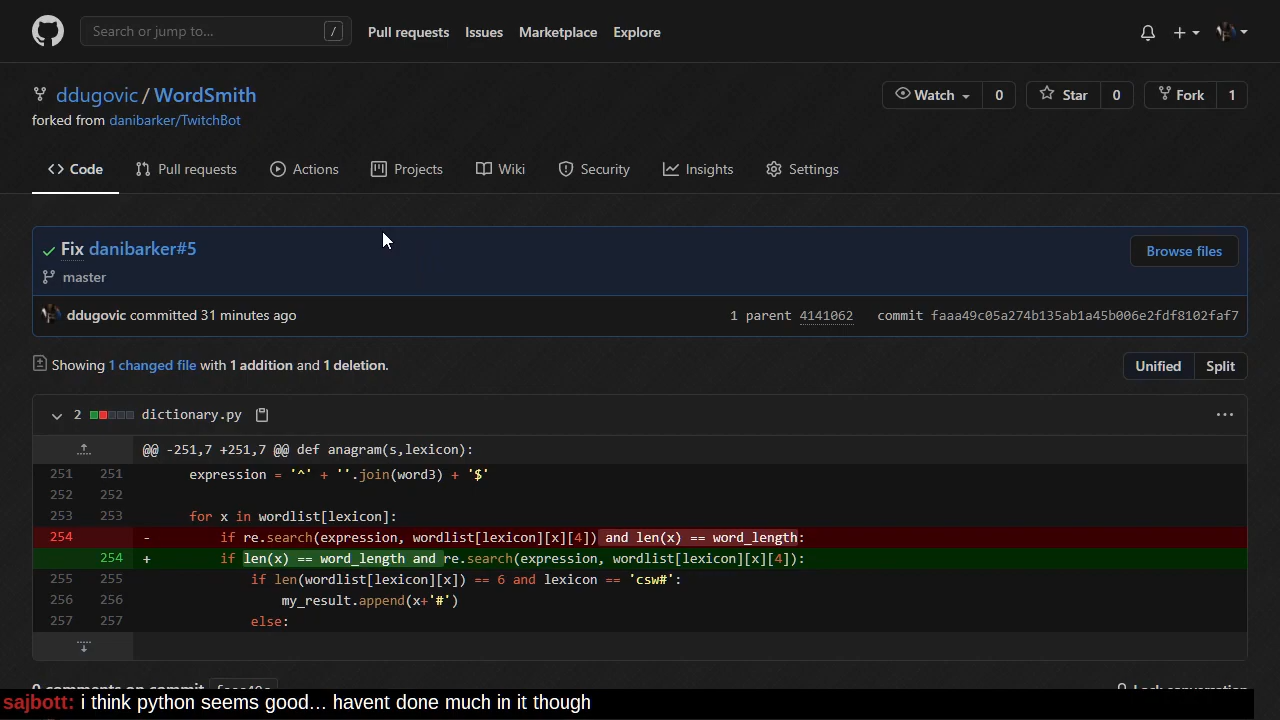 Search or jump to... /
Pull requests Issues Marketplace Explore
ddugovic / WordSmith
Watch 0 Star 0 Fork 1
forked from danibarker/TwitchBot
Code Pull requests Actions Projects Wiki Security Insights Settings
Fix danibarker#5
Browse files
master
ddugovic committed 31 minutes ago
1 parent 4141062 commit faaa49c05a274b135ab1a45b006e2fdf8102faf7
Showing 1 changed file with 1 addition and 1 deletion.
Unified Split
2 dictionary.py ...
@@ -251,7 +251,7 @@ def anagram(s,lexicon):
251 251 expression = '^' + ''.join(word3) + '$'
252 252
253 253 for x in wordlist[lexicon]:
254 - if re.search(expression, wordlist[lexicon][x][4]) and len(x) == word_length:
254 + if len(x) == word_length and re.search(expression, wordlist[lexicon][x][4]):
255 255 if len(wordlist[lexicon][x]) == 6 and lexicon == 'csw#':
256 256 my_result.append(x+'#')
257 257 else:
0 comments on commit
sajbott: i think python seems good... havent done much in it though